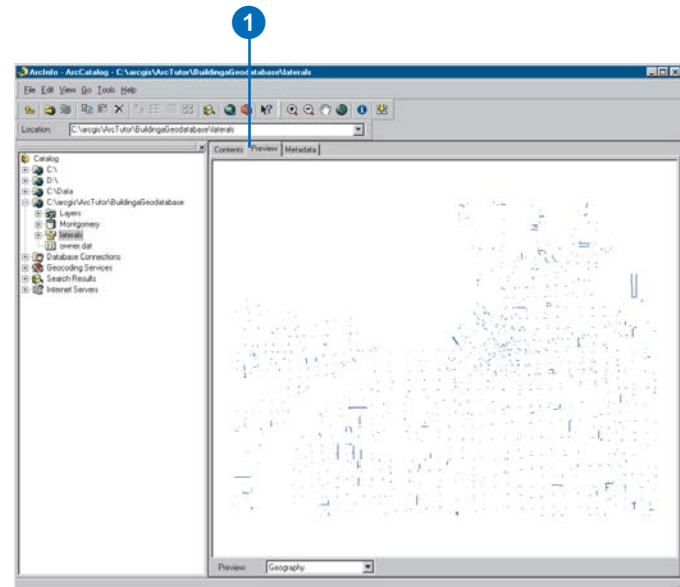 1
ArcInfo - ArcCatalog - C:\arcgis\ArcTutor\BuildingaGeodatabase\laterals
File Edit View Go Tools Help
Location: C:\arcgis\ArcTutor\BuildingaGeodatabase\laterals
Contents Preview Metadata
Catalog
C:\
D:\
C:\Data
C:\arcgis\ArcTutor\BuildingaGeodatabase
Layers
Montgomery
laterals
owner.dat
Database Connections
Geocoding Services
Search Results
Internet Servers
Preview: Geography